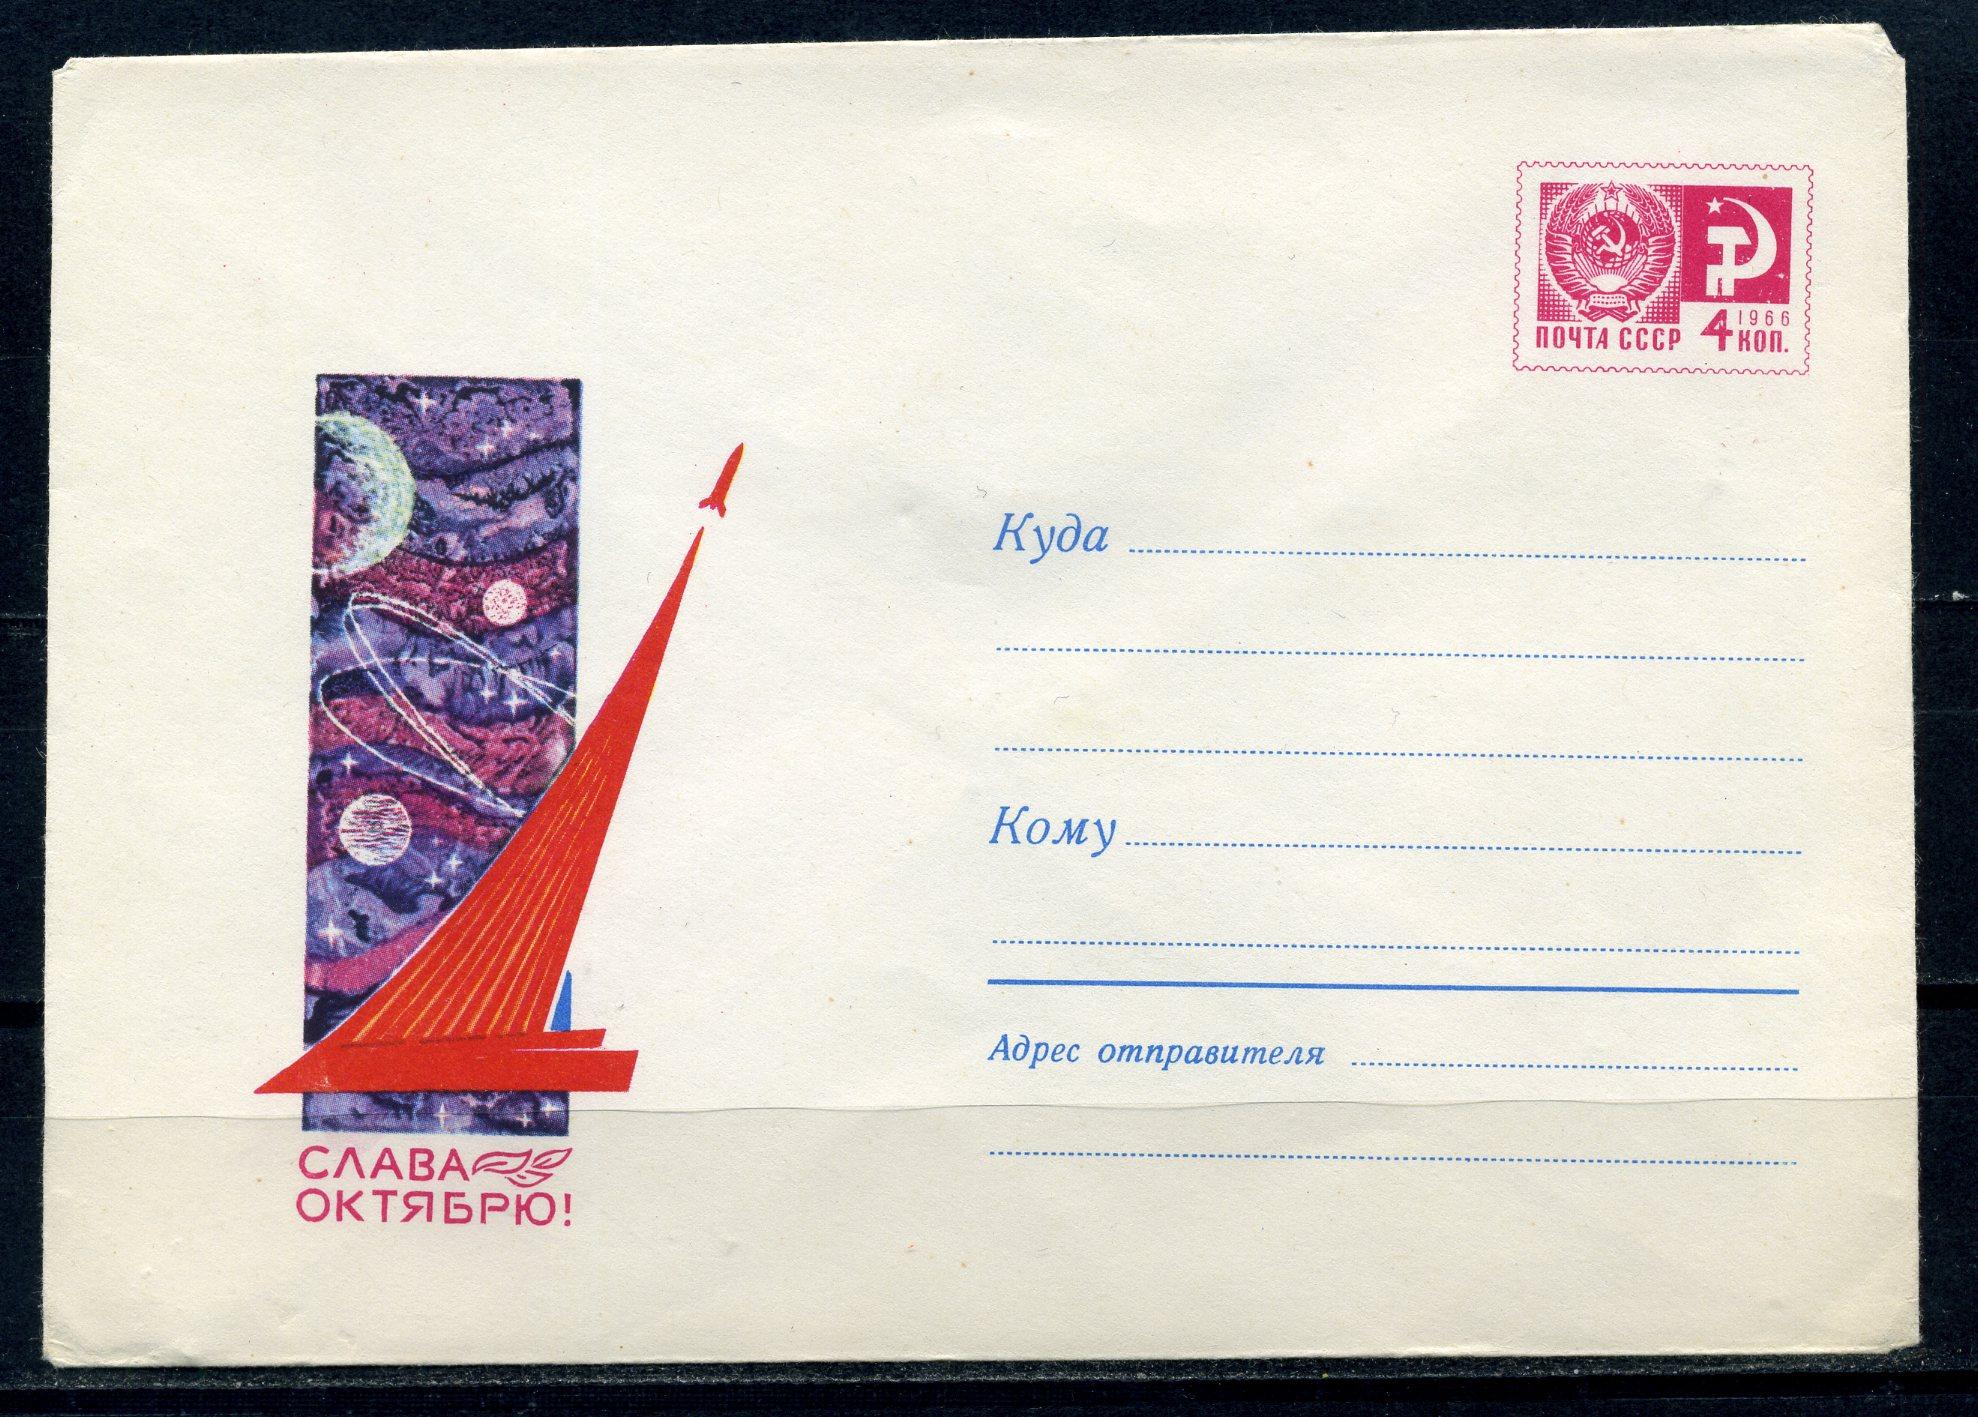 1966
ПОЧТА СССР 4 КОП.
Куда
Кому
Адрес отправителя
СЛАВА
ОКТЯБРЮ!